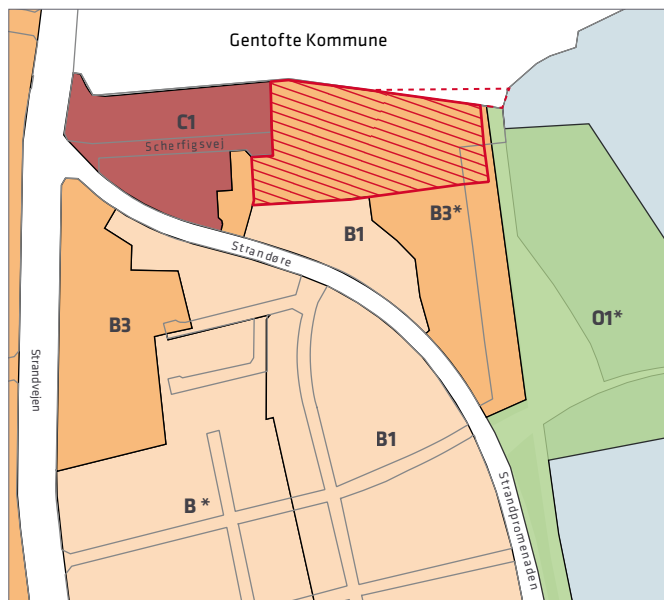 Gentofte Kommune
C1
Scherfigsvej
B3*
B1
Strandøre
O1*
B3
Strandvejen
B1
B *
Strandpromenaden